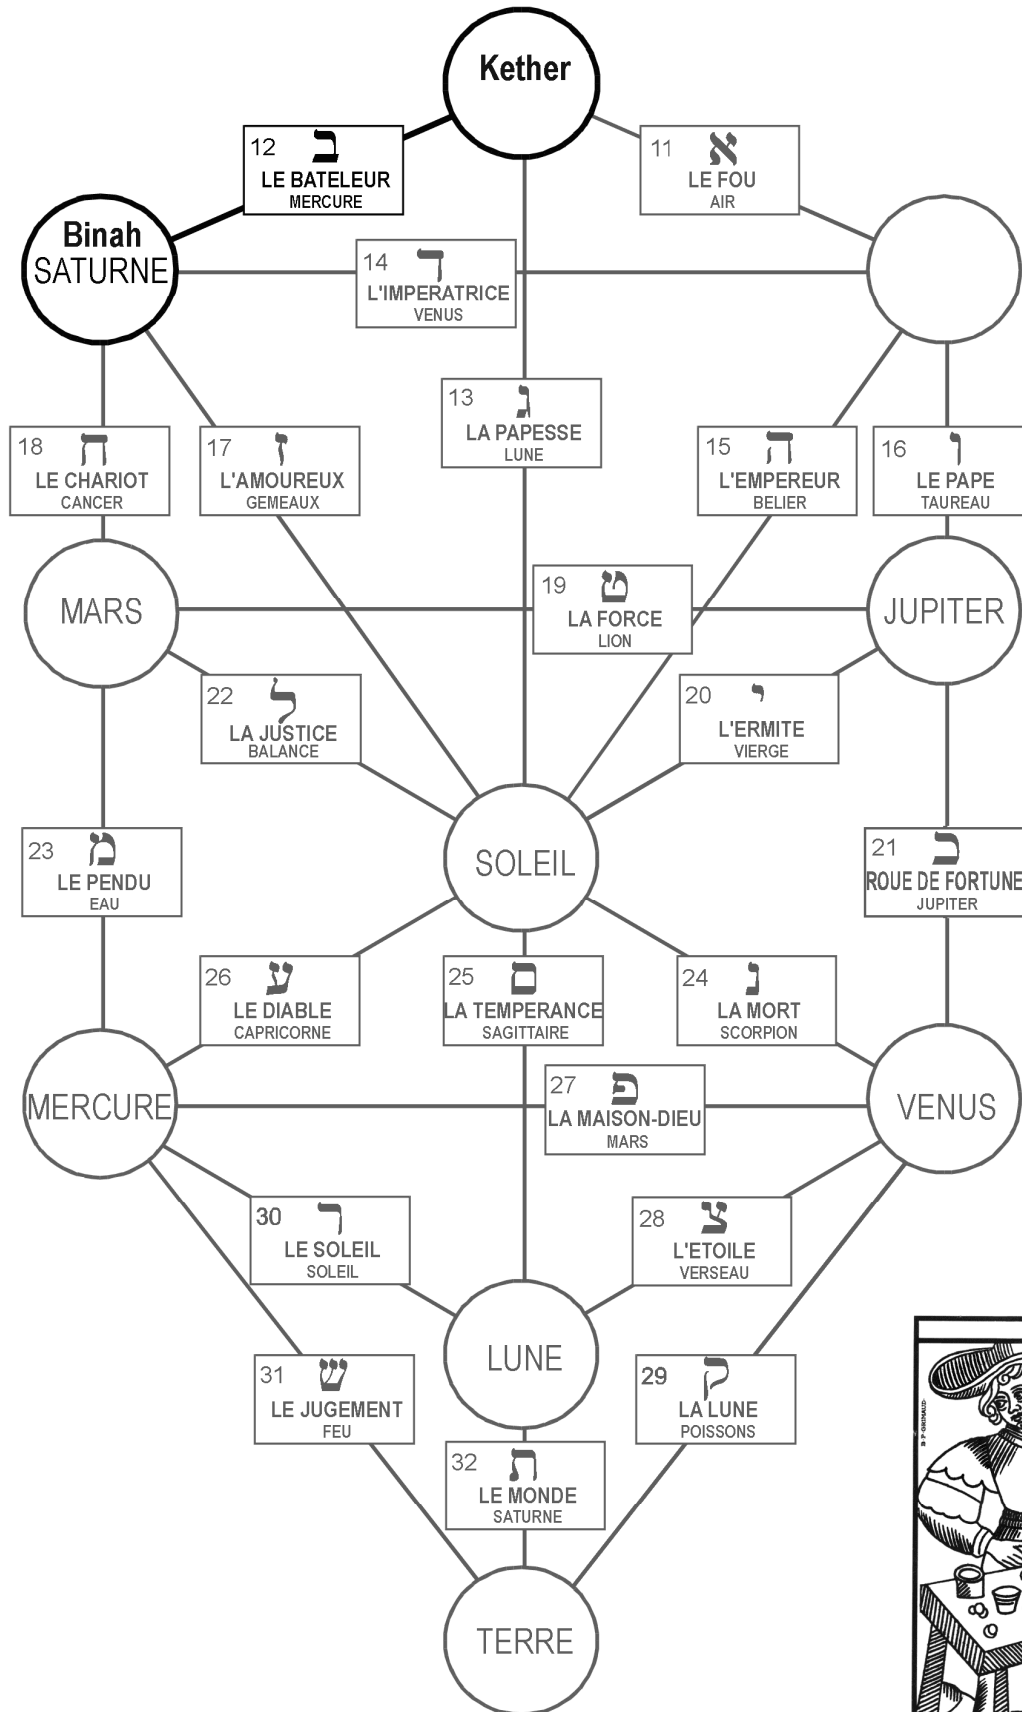 Kether
12 ב
LE BATELEUR
MERCURE
11 א
LE FOU
AIR
Binah
SATURNE
14 ד
L'IMPERATRICE
VENUS
13 ג
LA PAPESSE
LUNE
18 ח
LE CHARIOT
CANCER
17 ז
L'AMOUREUX
GEMEAUX
15 ה
L'EMPEREUR
BELIER
16 ו
LE PAPE
TAUREAU
MARS
19 ט
LA FORCE
LION
JUPITER
22 ל
LA JUSTICE
BALANCE
20 י
L'ERMITE
VIERGE
SOLEIL
23 מ
LE PENDU
EAU
21 כ
ROUE DE FORTUNE
JUPITER
26 ע
LE DIABLE
CAPRICORNE
25 ם
LA TEMPERANCE
SAGITTAIRE
24 נ
LA MORT
SCORPION
MERCURE
27 פ
LA MAISON-DIEU
MARS
VENUS
30 ר
LE SOLEIL
SOLEIL
28 צ
L'ETOILE
VERSEAU
LUNE
31 ש
LE JUGEMENT
FEU
29 ק
LA LUNE
POISSONS
32 ת
LE MONDE
SATURNE
TERRE
B.P. GRIMAUD